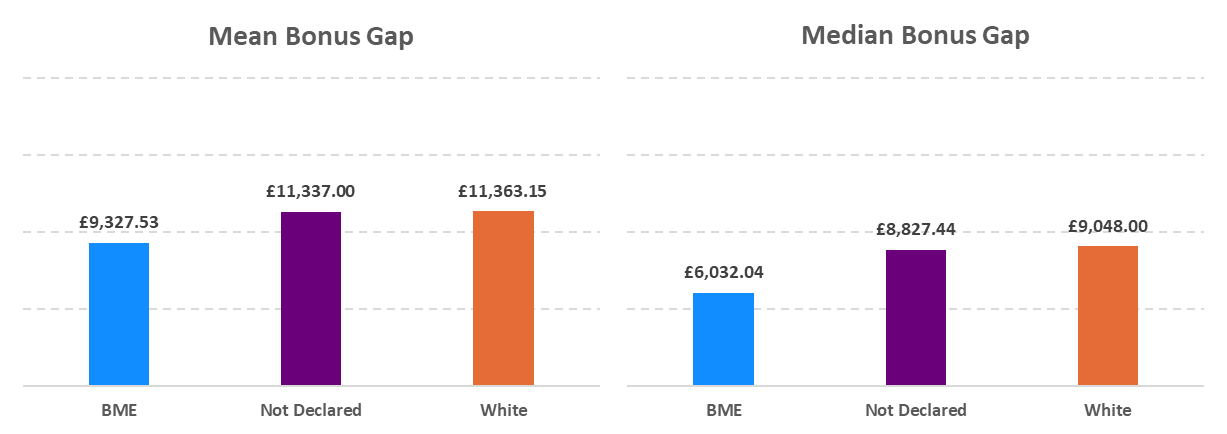 Mean Bonus Gap
£9,327.53
£11,337.00
£11,363.15
BME
Not Declared
White
Median Bonus Gap
£6,032.04
£8,827.44
£9,048.00
BME
Not Declared
White